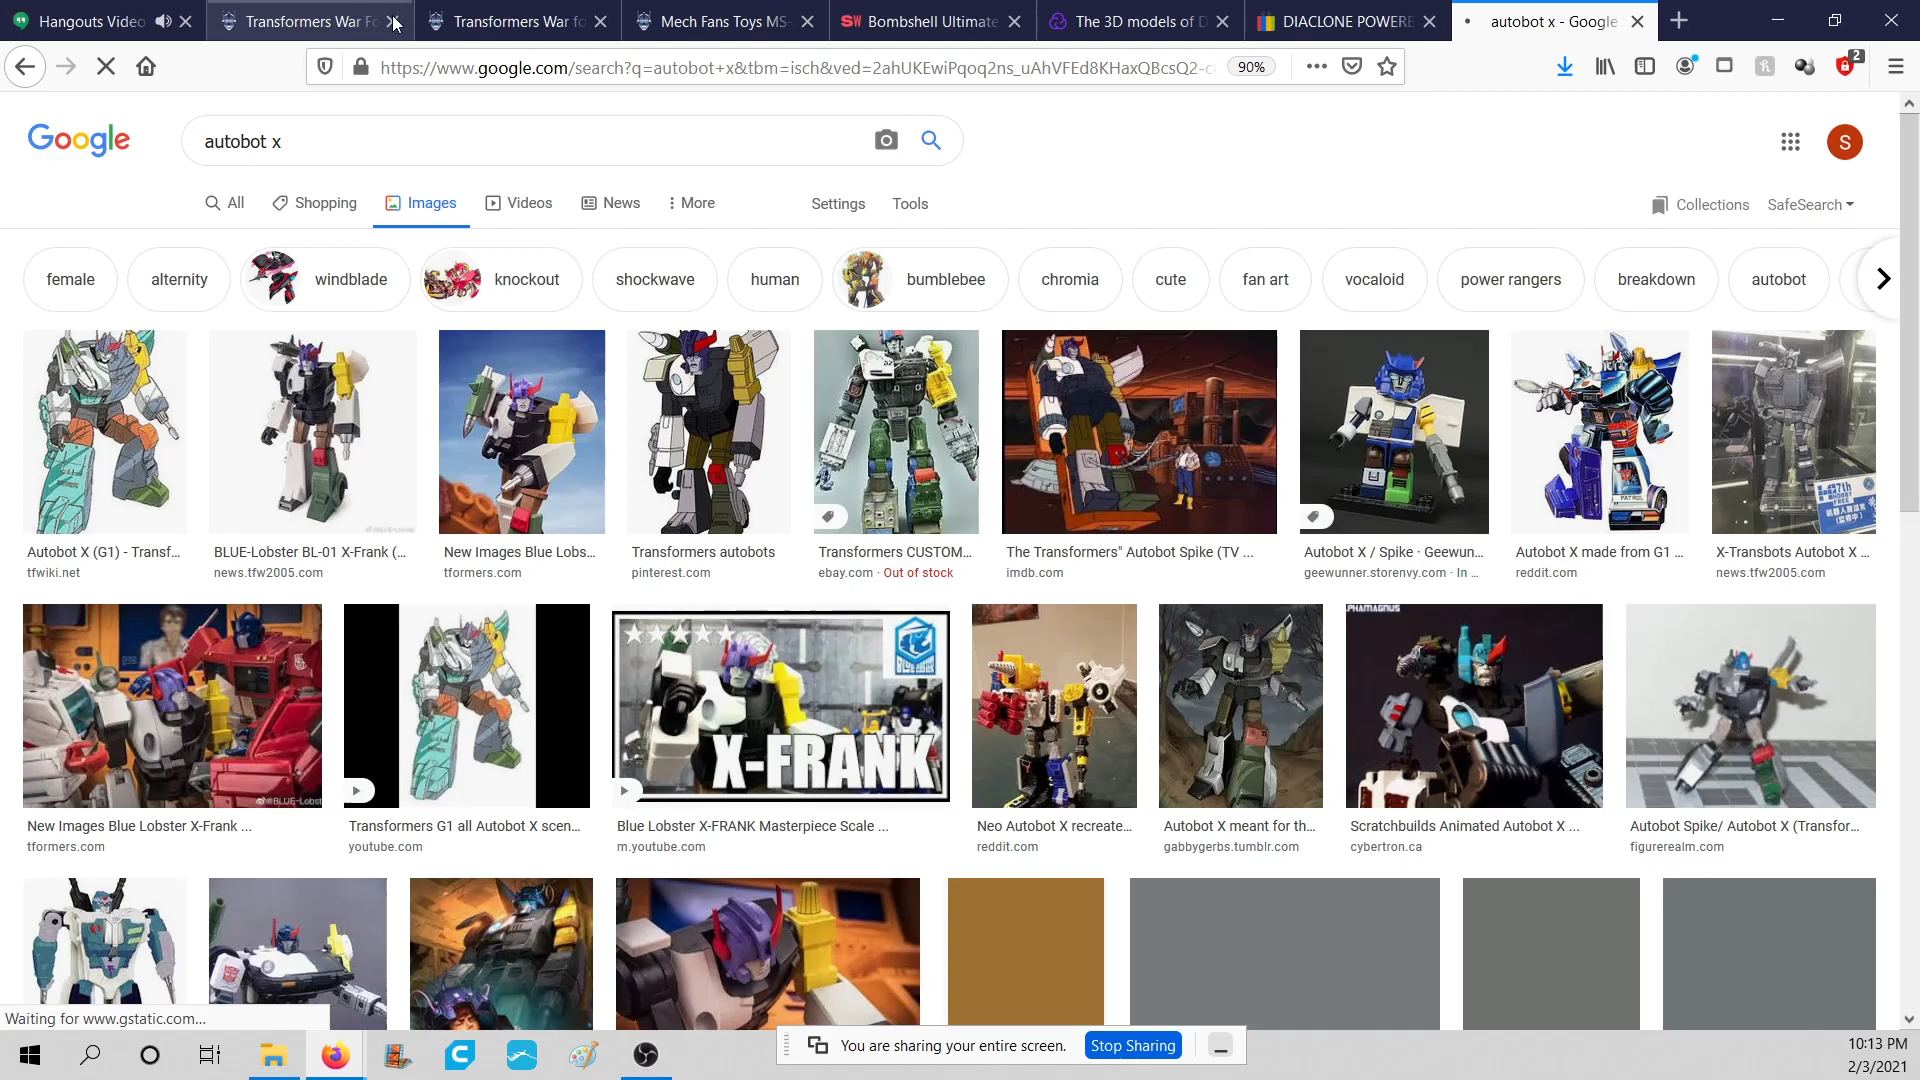 Hangouts Video
Transformers War Fo
Transformers War fo
Mech Fans Toys MS-
SW Bombshell Ultimate
The 3D models of D
DIACLONE POWERE
autobot x - Google
https://www.google.com/search?q=autobot+x&tbm=isch&ved=2ahUKEwiPqoq2ns_uAhVFEd8KHaxQBcsQ2-c
90%
2
Google
autobot x
S
All
Shopping
Images
Videos
News
More
Settings
Tools
Collections
SafeSearch
female
alternity
windblade
knockout
shockwave
human
bumblebee
chromia
cute
fan art
vocaloid
power rangers
breakdown
autobot
PATROL
Autobot X (G1) - Transf...
BLUE-Lobster BL-01 X-Frank (...
New Images Blue Lobs...
Transformers autobots
Transformers CUSTOM...
The Transformers" Autobot Spike (TV ...
Autobot X / Spike · Geewun...
Autobot X made from G1 ...
X-Transbots Autobot X ...
tfwiki.net
news.tfw2005.com
tformers.com
pinterest.com
ebay.com · Out of stock
imdb.com
geewunner.storenvy.com · In ...
reddit.com
news.tfw2005.com
BLUE LOBSTER
X-FRANK
PHAMAGNUS
New Images Blue Lobster X-Frank ...
Transformers G1 all Autobot X scen...
Blue Lobster X-FRANK Masterpiece Scale ...
Neo Autobot X recreate...
Autobot X meant for th...
Scratchbuilds Animated Autobot X ...
Autobot Spike/ Autobot X (Transfor...
tformers.com
youtube.com
m.youtube.com
reddit.com
gabbygerbs.tumblr.com
cybertron.ca
figurerealm.com
Waiting for www.gstatic.com...
You are sharing your entire screen.
Stop Sharing
10:13 PM
2/3/2021